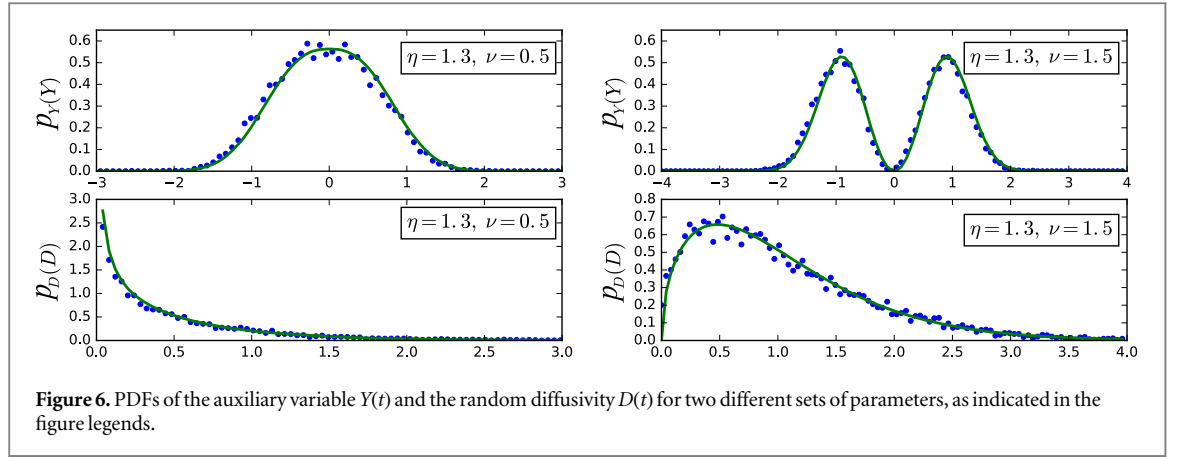 0.6
0.5
0.4
0.3
0.2
0.1
0.0
p_Y(Y)
η = 1.3, ν = 0.5
−3 −2 −1 0 1 2 3
0.6
0.5
0.4
0.3
0.2
0.1
0.0
p_Y(Y)
η = 1.3, ν = 1.5
−4 −3 −2 −1 0 1 2 3 4
3.0
2.5
2.0
1.5
1.0
0.5
0.0
p_D(D)
η = 1.3, ν = 0.5
0.0 0.5 1.0 1.5 2.0 2.5 3.0
0.8
0.7
0.6
0.5
0.4
0.3
0.2
0.1
0.0
p_D(D)
η = 1.3, ν = 1.5
0.0 0.5 1.0 1.5 2.0 2.5 3.0 3.5 4.0
Figure 6. PDFs of the auxiliary variable Y(t) and the random diffusivity D(t) for two different sets of parameters, as indicated in the
figure legends.